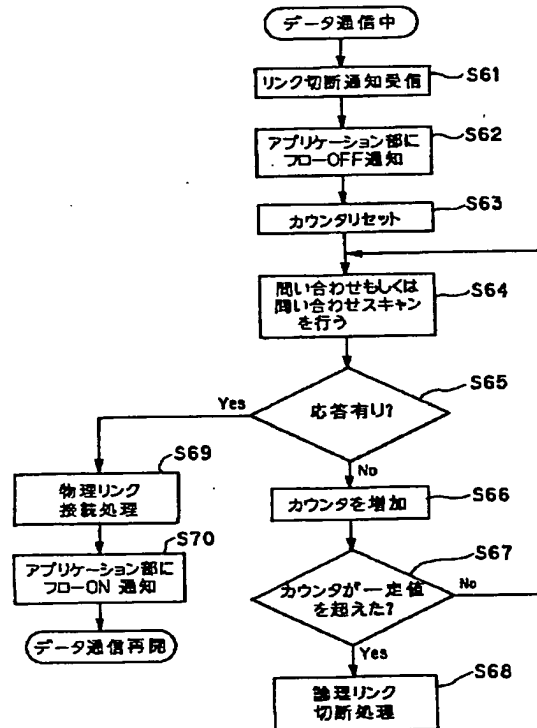 データ通信中
リンク切断通知受信
S61
アプリケーション部に
フローOFF通知
S62
カウンタリセット
S63
問い合わせもしくは
問い合わせスキャン
を行う
S64
応答有り?
S65
Yes
No
物理リンク
接続処理
S69
カウンタを増加
S66
アプリケーション部に
フローON 通知
S70
カウンタが一定値
を超えた?
S67
No
Yes
データ通信再開
論理リンク
切断処理
S68